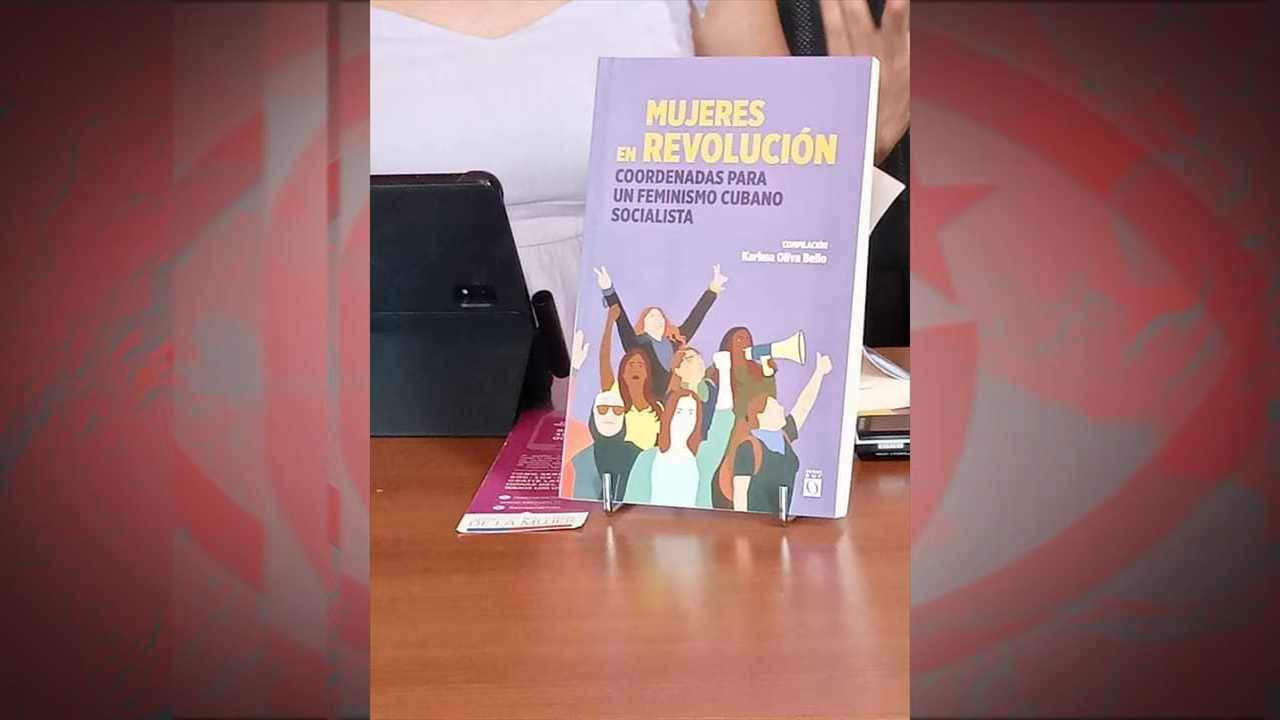 MUJERES
EN REVOLUCIÓN
COORDENADAS PARA
UN FEMINISMO CUBANO
SOCIALISTA
COMPILACIÓN
Karima Oliva Bello
DE LA MUJER